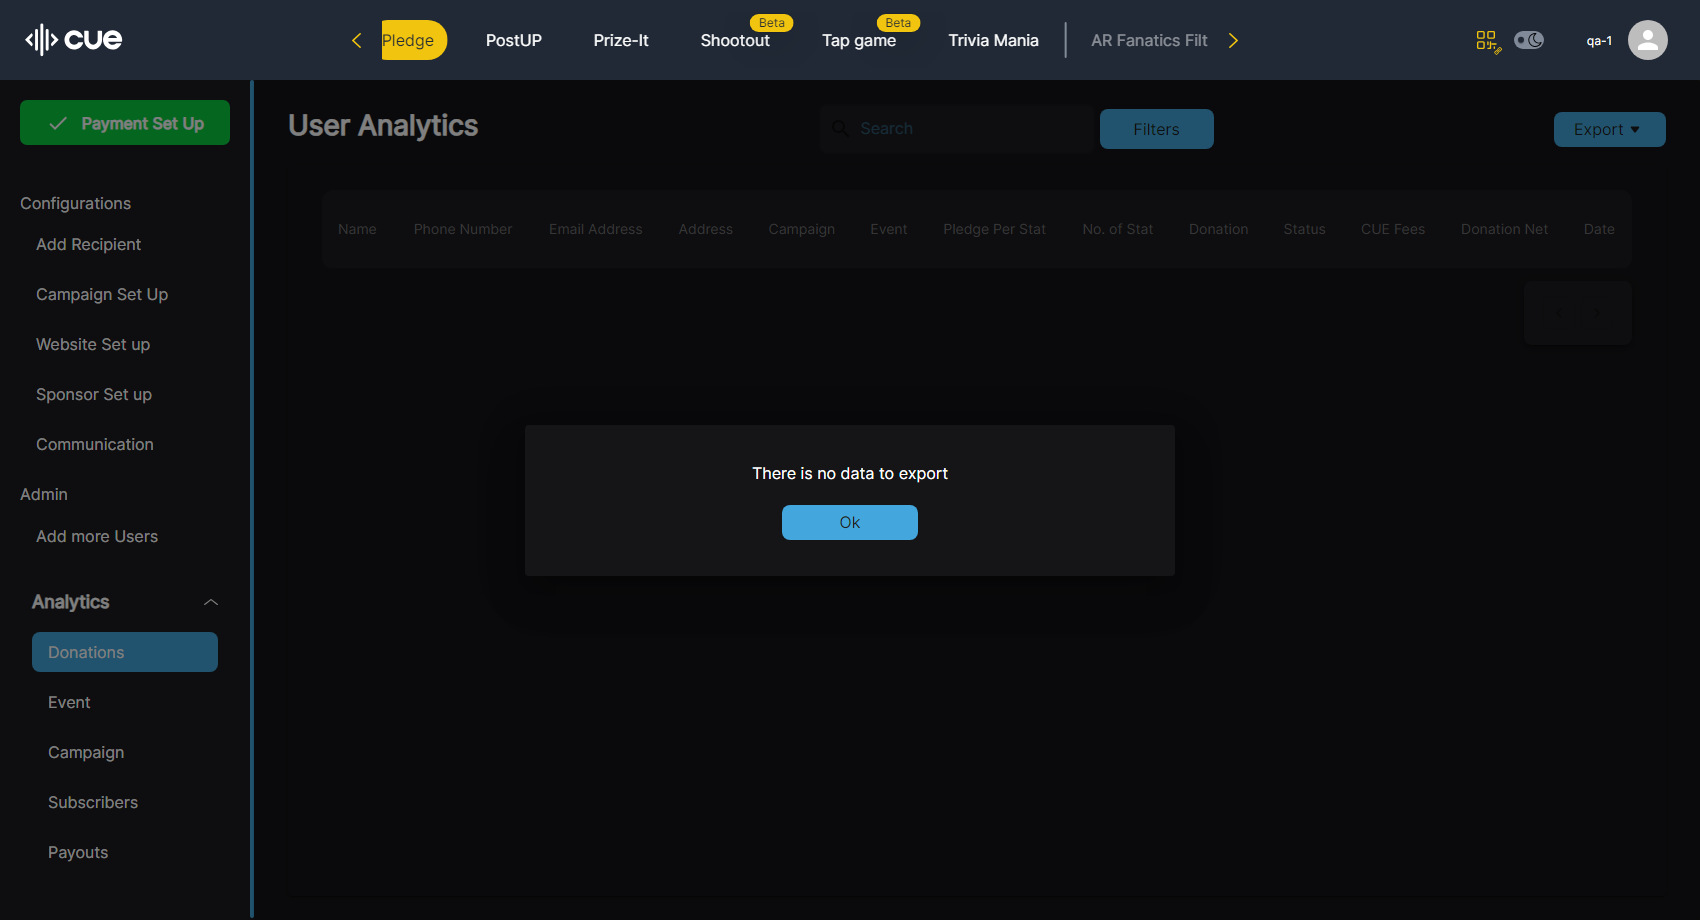 cue
Pledge
PostUP
Prize-It
Shootout
Beta
Tap game
Beta
Trivia Mania
AR Fanatics Filt
qa-1
Payment Set Up
Configurations
Add Recipient
Campaign Set Up
Website Set up
Sponsor Set up
Communication
Admin
Add more Users
Analytics
Donations
Event
Campaign
Subscribers
Payouts
User Analytics
Search
Filters
Export
Name Phone Number Email Address Address Campaign Event Pledge Per Stat No. of Stat Donation Status CUE Fees Donation Net Date
There is no data to export
Ok